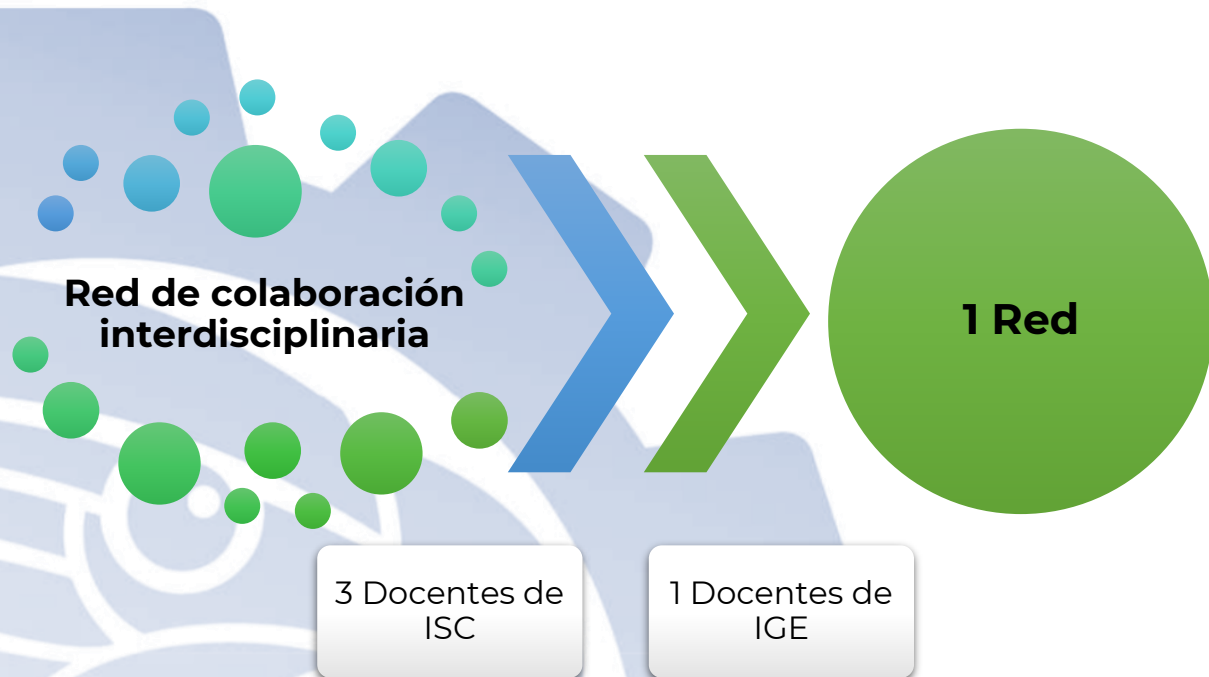 Red de colaboración
interdisciplinaria
1 Red
3 Docentes de
ISC
1 Docentes de
IGE